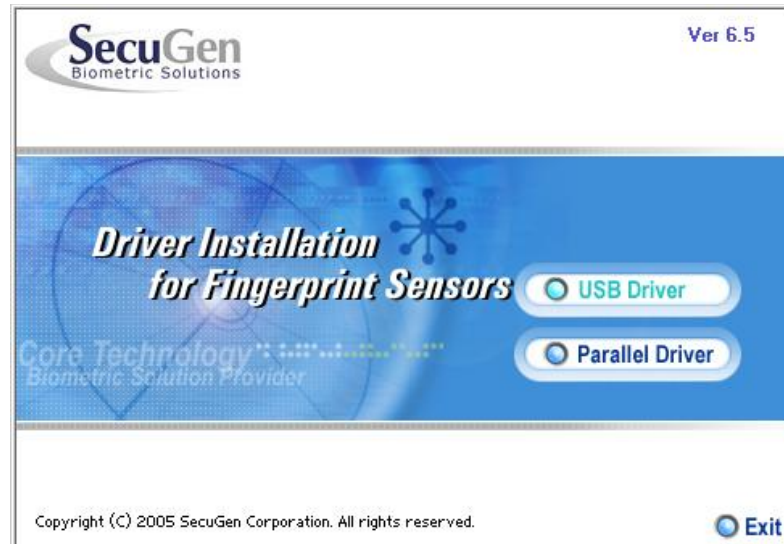 SecuGen
Biometric Solutions
Ver 6.5
Driver Installation
for Fingerprint Sensors
USB Driver
Parallel Driver
Core Technology
Biometric Solution Provider
Copyright (C) 2005 SecuGen Corporation. All rights reserved.
Exit